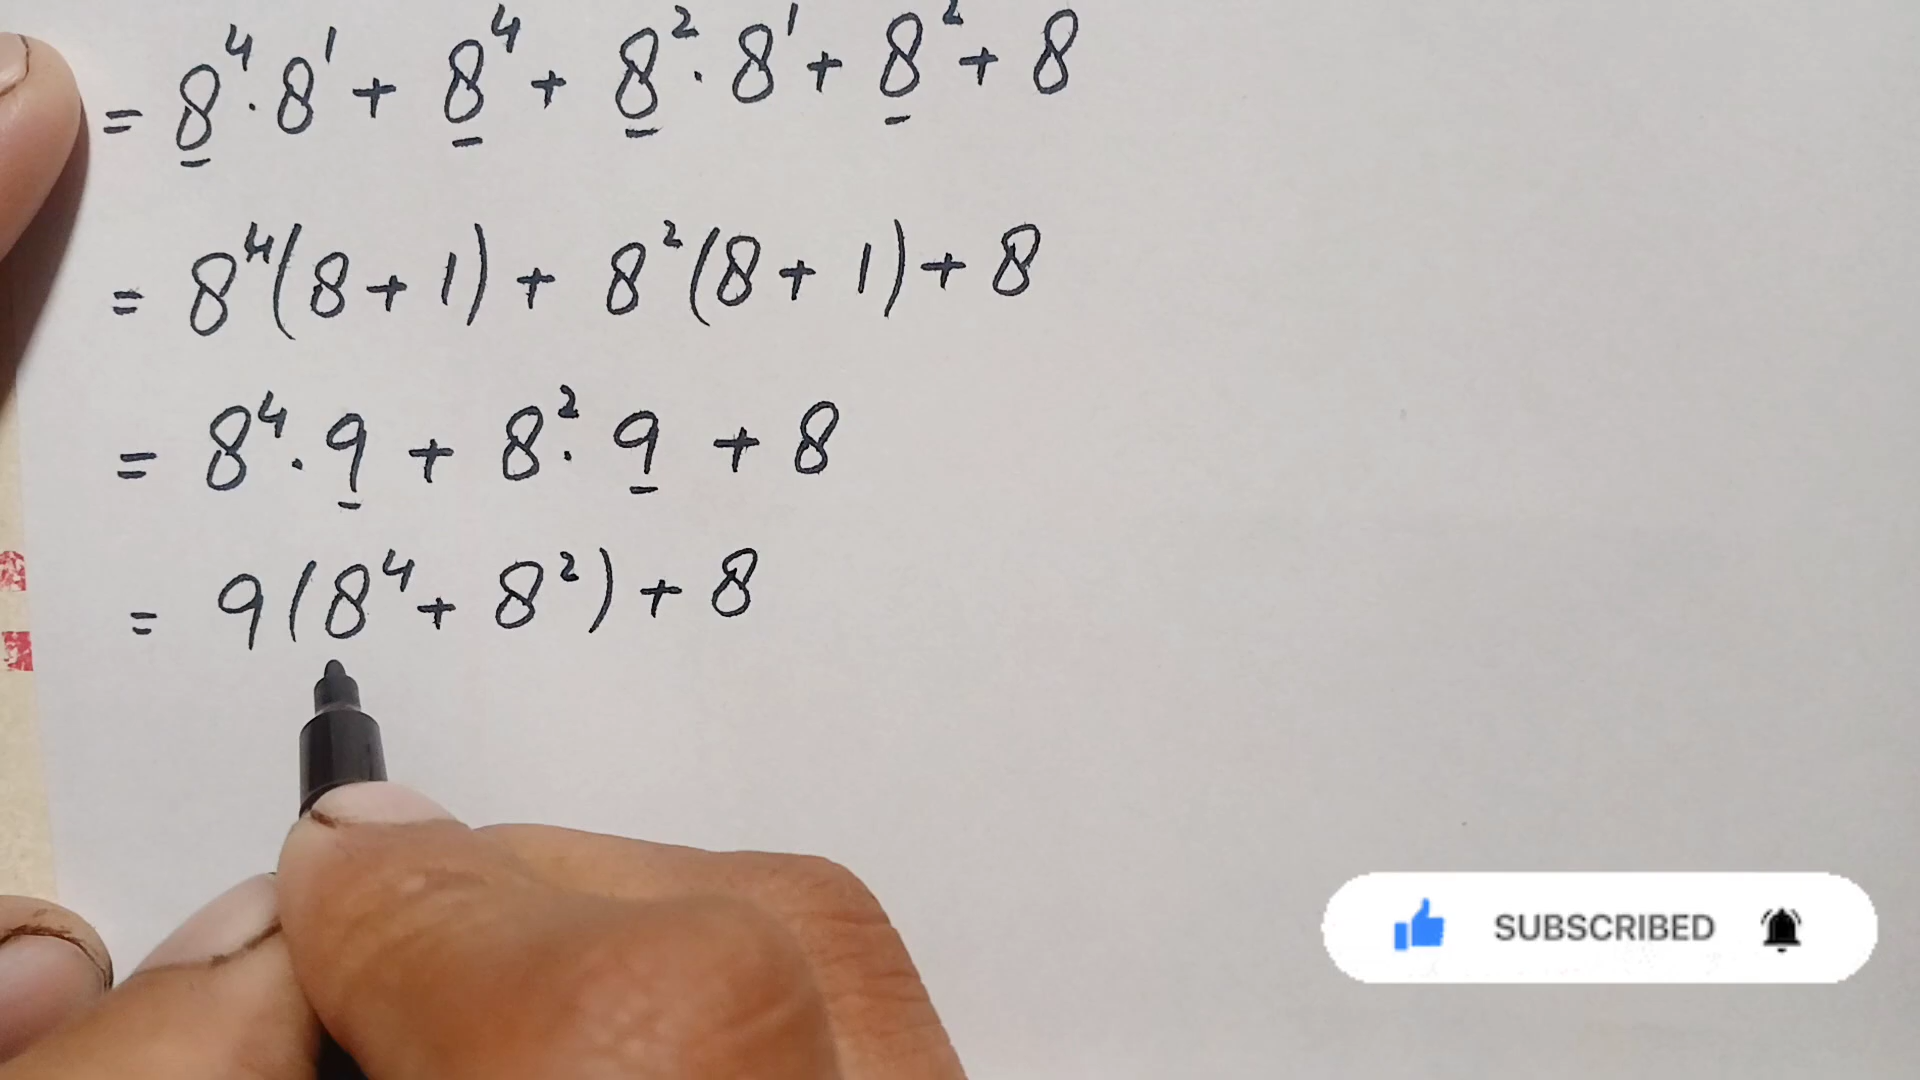 = 8⁴ · 8¹ + 8⁴ + 8² · 8¹ + 8² + 8
= 8⁴(8 + 1) + 8²(8 + 1) + 8
= 8⁴ · 9 + 8² · 9 + 8
= 9(8⁴ + 8²) + 8
SUBSCRIBED